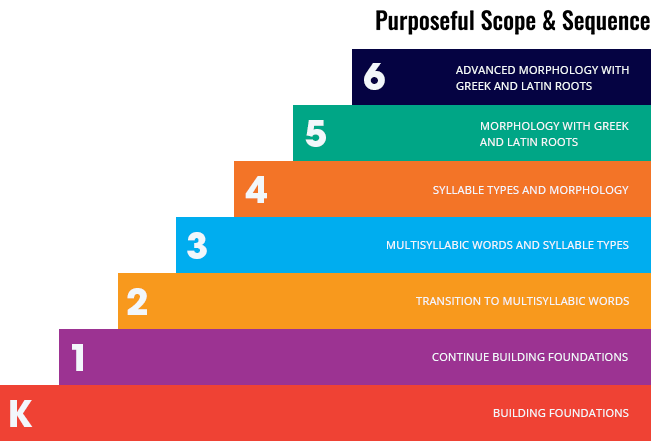 Purposeful Scope & Sequence
6
ADVANCED MORPHOLOGY WITH
GREEK AND LATIN ROOTS
5
MORPHOLOGY WITH GREEK
AND LATIN ROOTS
4
SYLLABLE TYPES AND MORPHOLOGY
3
MULTISYLLABIC WORDS AND SYLLABLE TYPES
2
TRANSITION TO MULTISYLLABIC WORDS
1
CONTINUE BUILDING FOUNDATIONS
K
BUILDING FOUNDATIONS